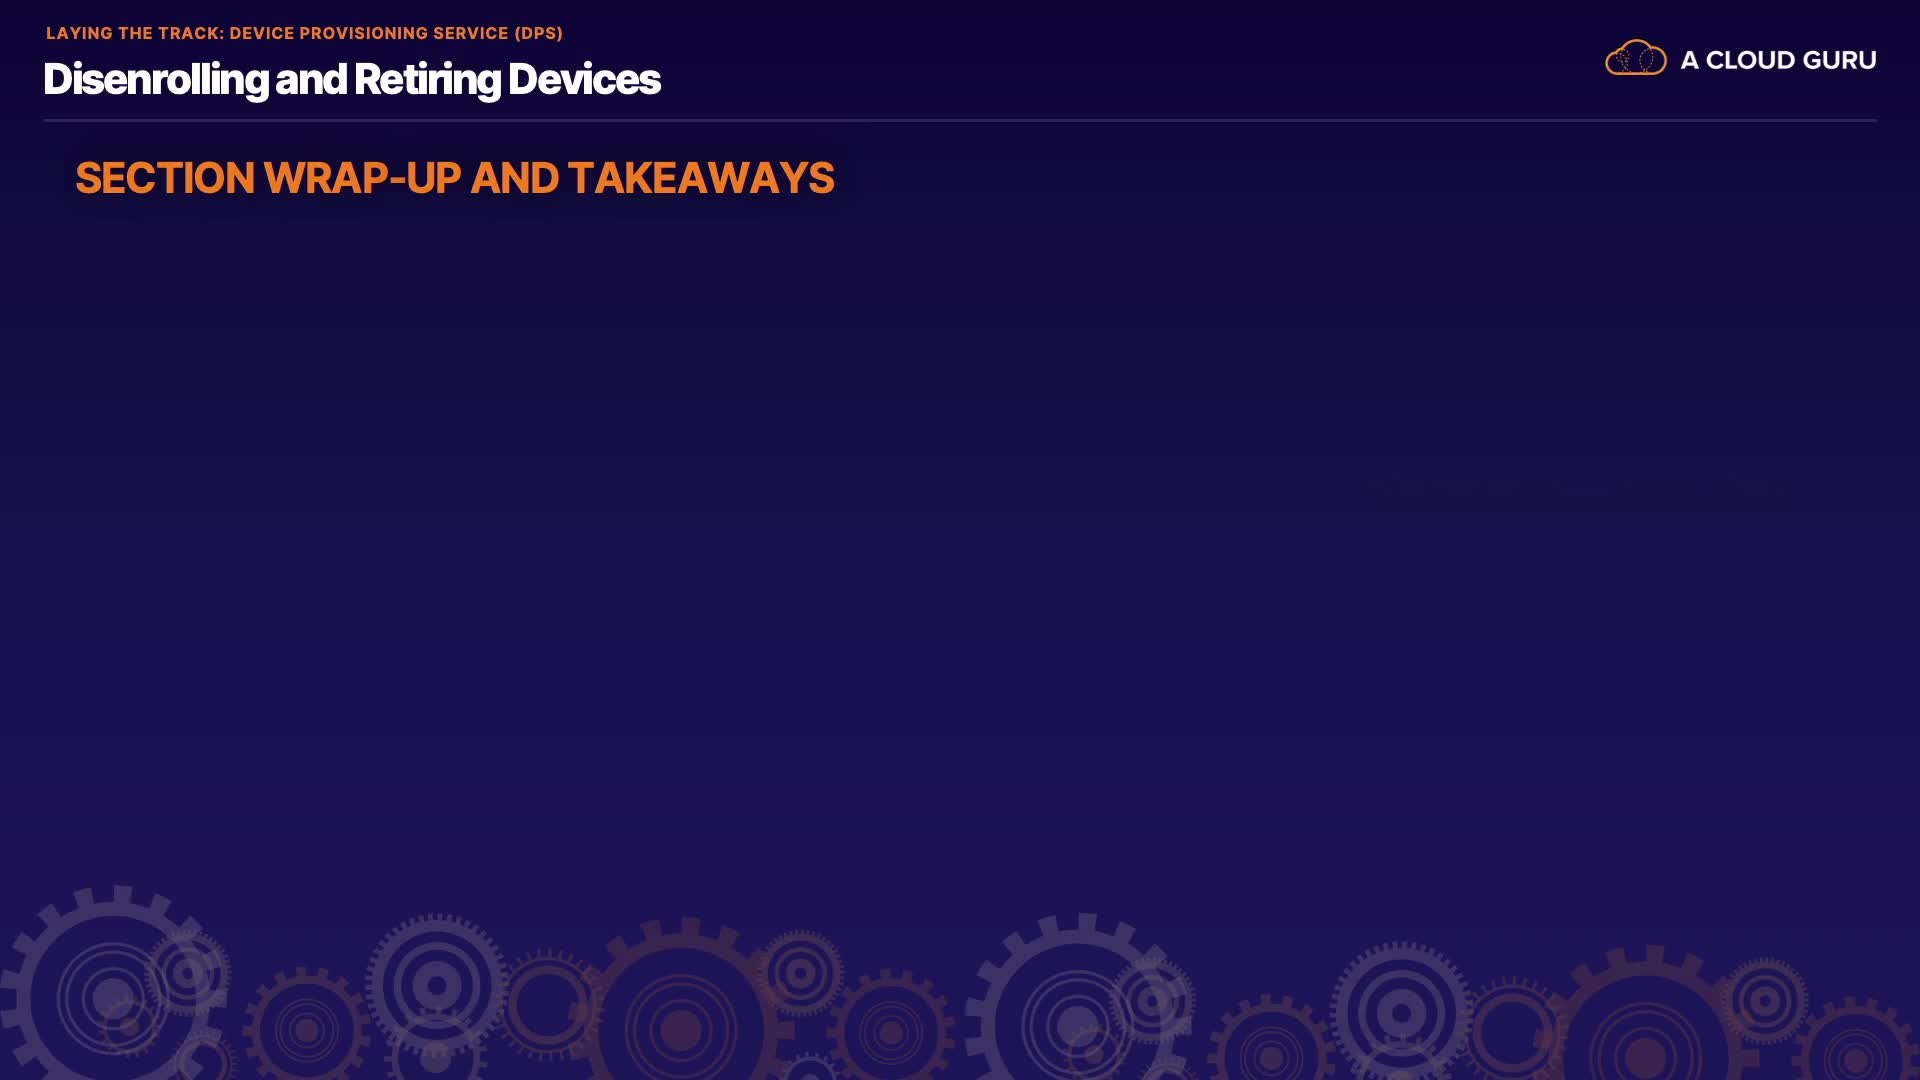 LAYING THE TRACK: DEVICE PROVISIONING SERVICE (DPS)
Disenrolling and Retiring Devices
A CLOUD GURU
SECTION WRAP-UP AND TAKEAWAYS